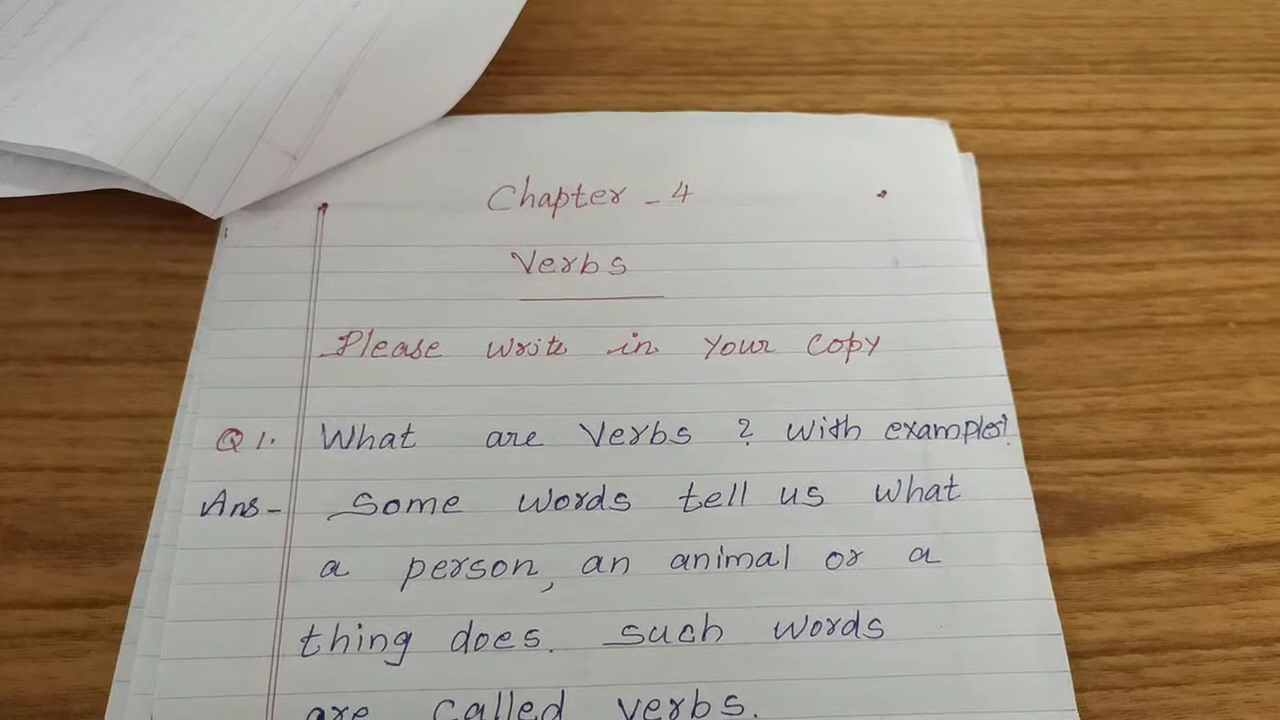 Chapter - 4
Verbs
Please write in your copy
Q 1. What are Verbs ? with examples?
Ans - Some words tell us what
a person, an animal or a
thing does. Such words
are called verbs.